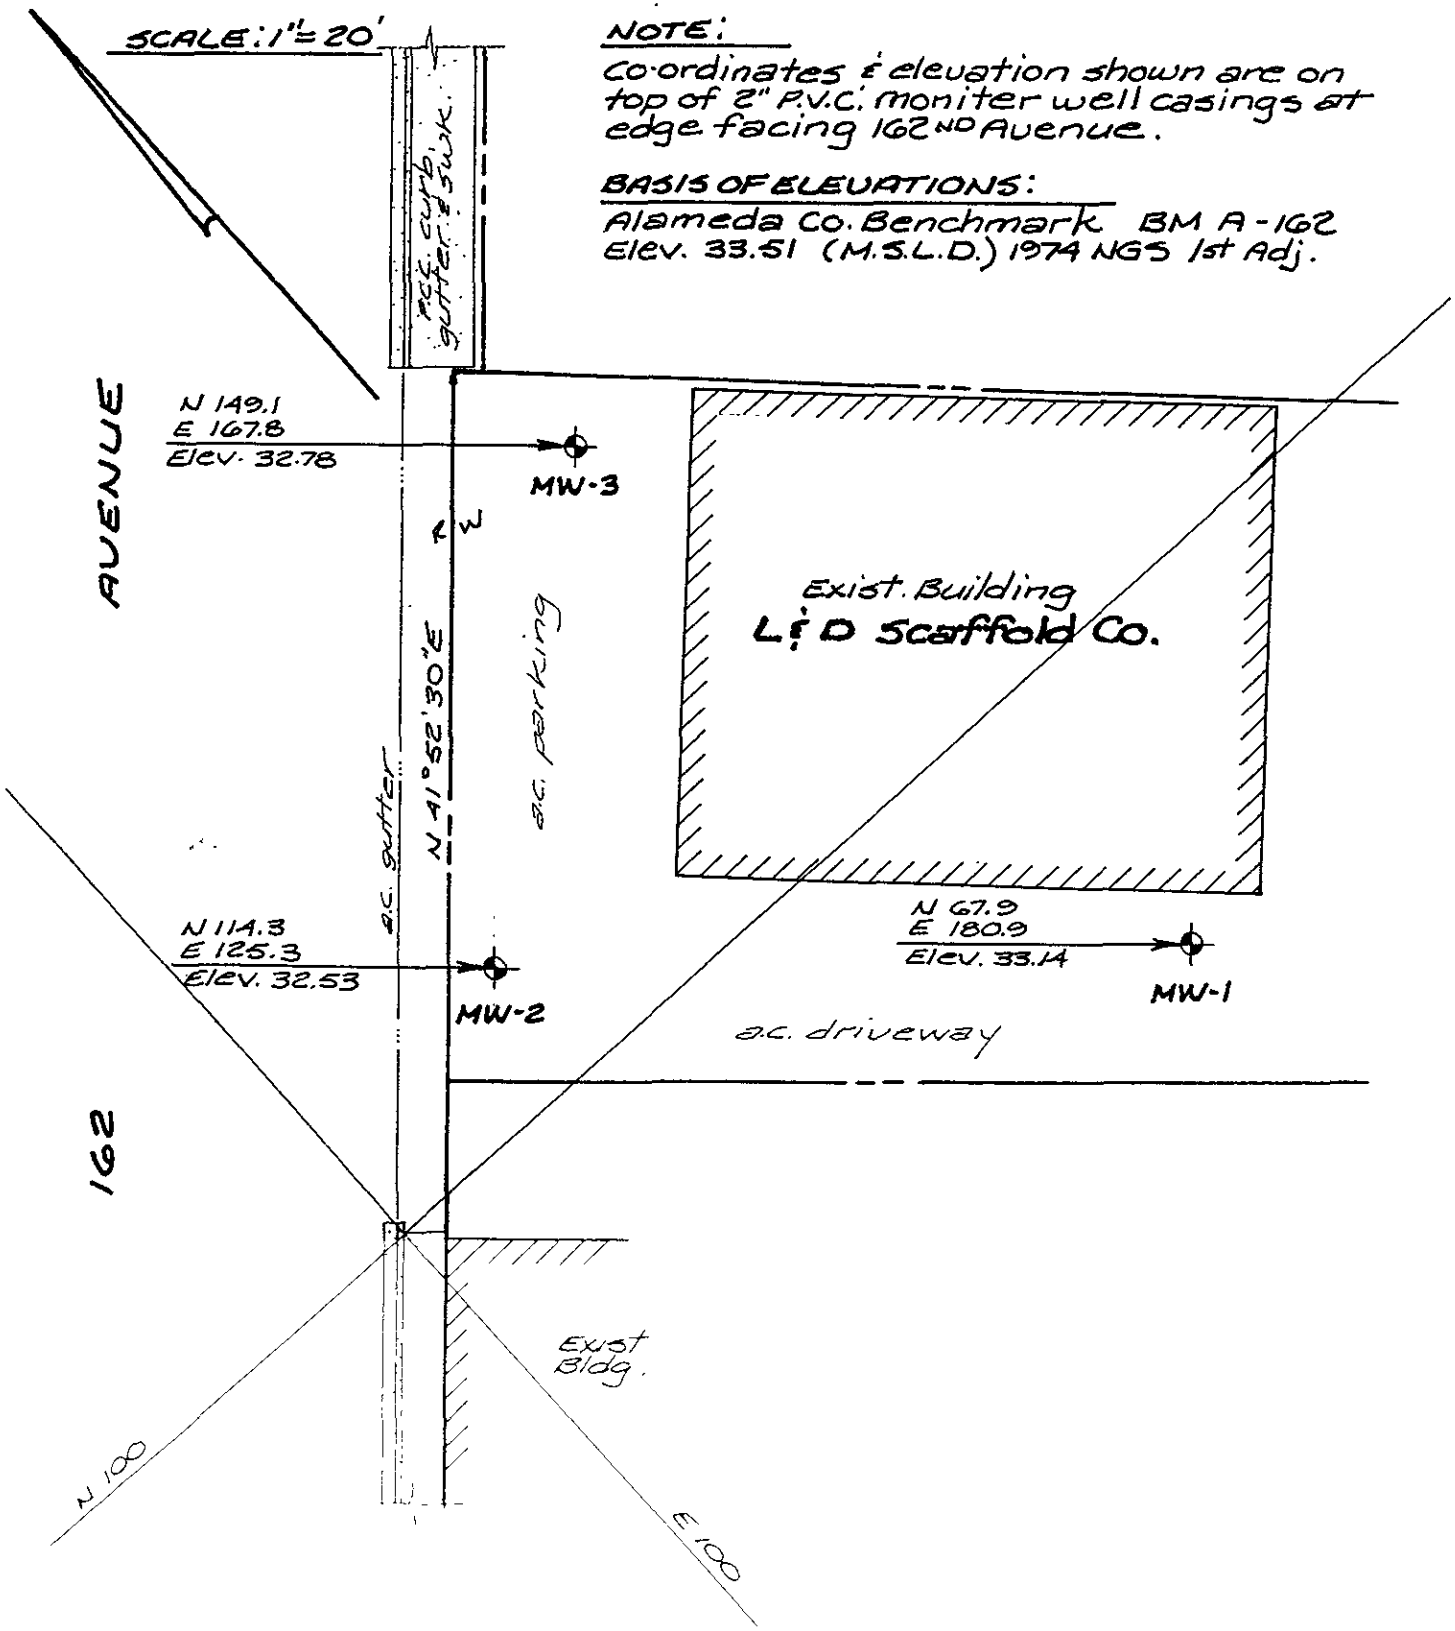 SCALE: 1"= 20'
NOTE:
Co-ordinates & elevation shown are on
top of 2" P.V.C. moniter well casings at
edge facing 162ND Avenue.
BASIS OF ELEVATIONS:
Alameda Co. Benchmark BM A-162
Elev. 33.51 (M.S.L.D.) 1974 NGS 1st Adj.
P.C.C. curb,
gutter & swk.
AVENUE
N 149.1
E 167.8
Elev. 32.78
MW-3
R W
Exist. Building
L & D Scaffold Co.
a.c. parking
N 41°52'30"E
a.c. gutter
N 114.3
E 125.3
Elev. 32.53
MW-2
N 67.9
E 180.9
Elev. 33.14
MW-1
a.c. driveway
162
Exist
Bldg.
N 100
E 100